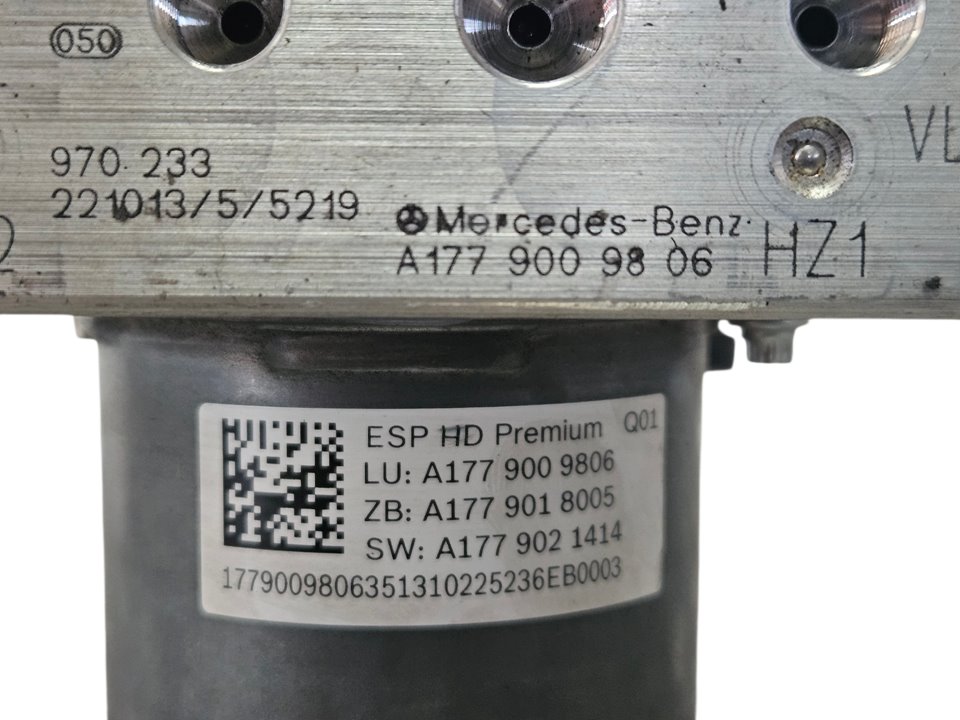 050
970 233
221013/5/5219
Mercedes-Benz
A177 900 98 06
HZ1
ESP HD Premium Q01
LU: A177 900 9806
ZB: A177 901 8005
SW: A177 902 1414
1779009806351310225236EB0003